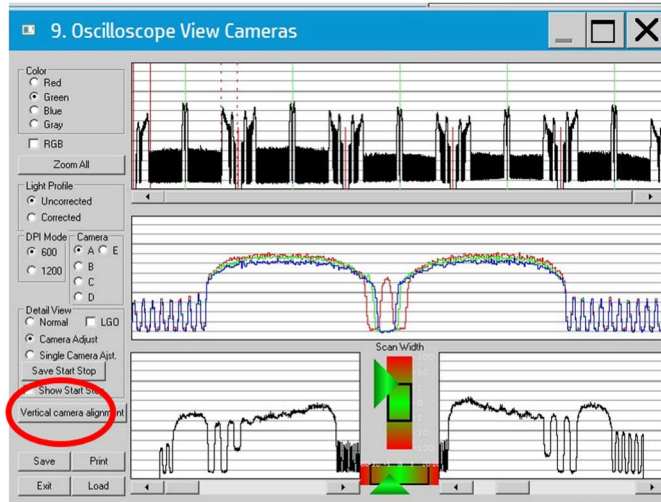 9. Oscilloscope View Cameras
Color
Red
Green
Blue
Gray
RGB
Zoom All
Light Profile
Uncorrected
Corrected
DPI Mode
600
1200
Camera
A
E
B
C
D
Detail View
Normal
LGO
Camera Adjust
Single Camera Ajst.
Save Start Stop
Show Start Stop
Vertical camera alignment
Save
Print
Exit
Load
Scan Width